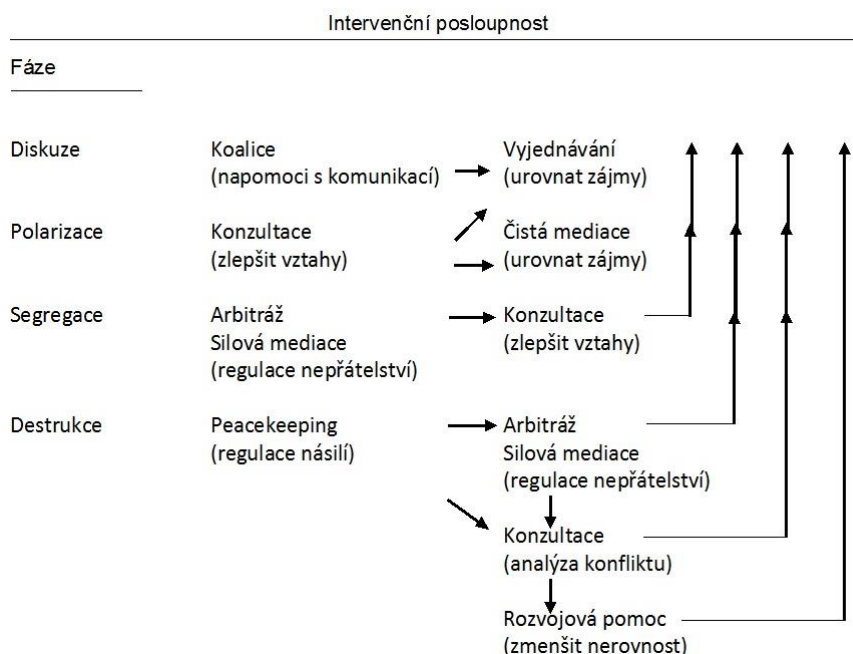 Intervenční posloupnost
Fáze
Diskuze
Koalice
(napomoci s komunikací)
Vyjednávání
(urovnat zájmy)
Polarizace
Konzultace
(zlepšit vztahy)
Čistá mediace
(urovnat zájmy)
Segregace
Arbitráž
Silová mediace
(regulace nepřátelství)
Konzultace
(zlepšit vztahy)
Destrukce
Peacekeeping
(regulace násilí)
Arbitráž
Silová mediace
(regulace nepřátelství)
Konzultace
(analýza konfliktu)
Rozvojová pomoc
(zmenšit nerovnost)